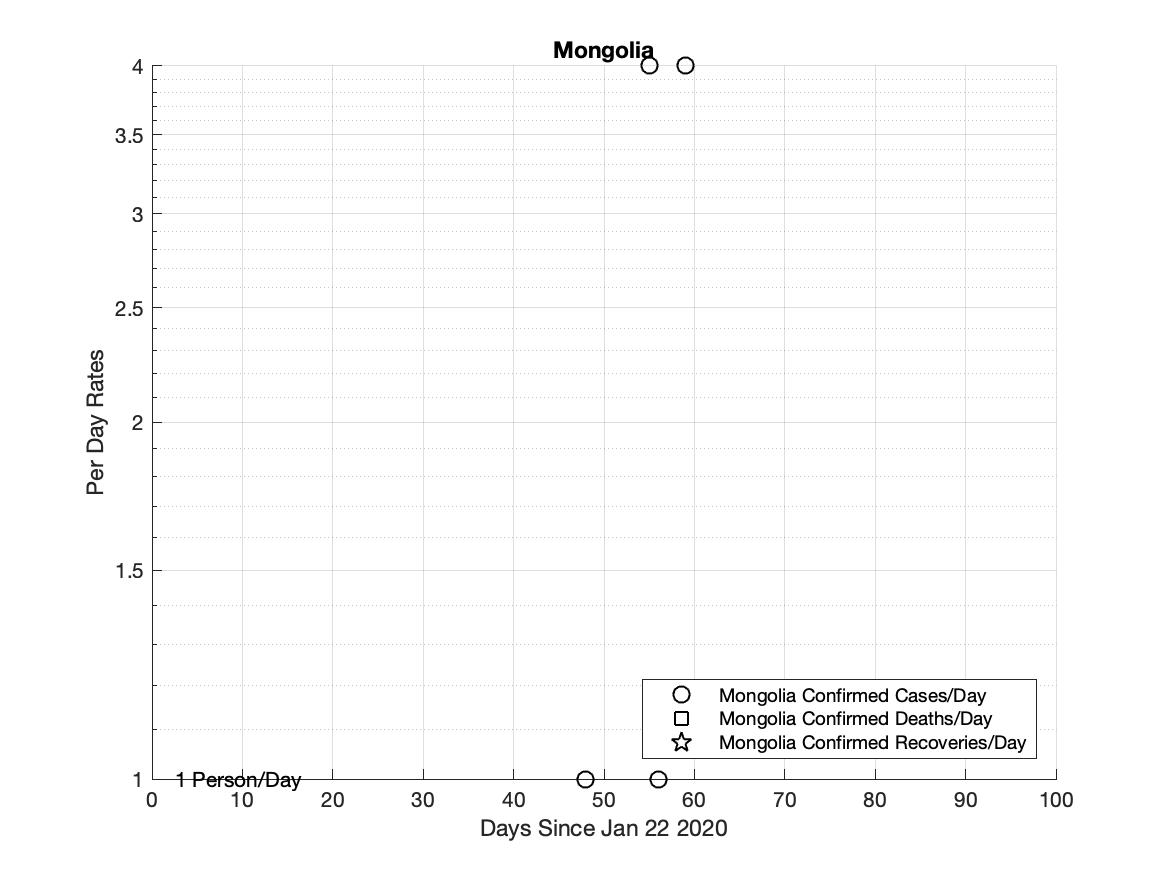 Mongolia
4
3.5
3
2.5
2
1.5
1
Per Day Rates
1 Person/Day
Mongolia Confirmed Cases/Day
Mongolia Confirmed Deaths/Day
Mongolia Confirmed Recoveries/Day
0 10 20 30 40 50 60 70 80 90 100
Days Since Jan 22 2020